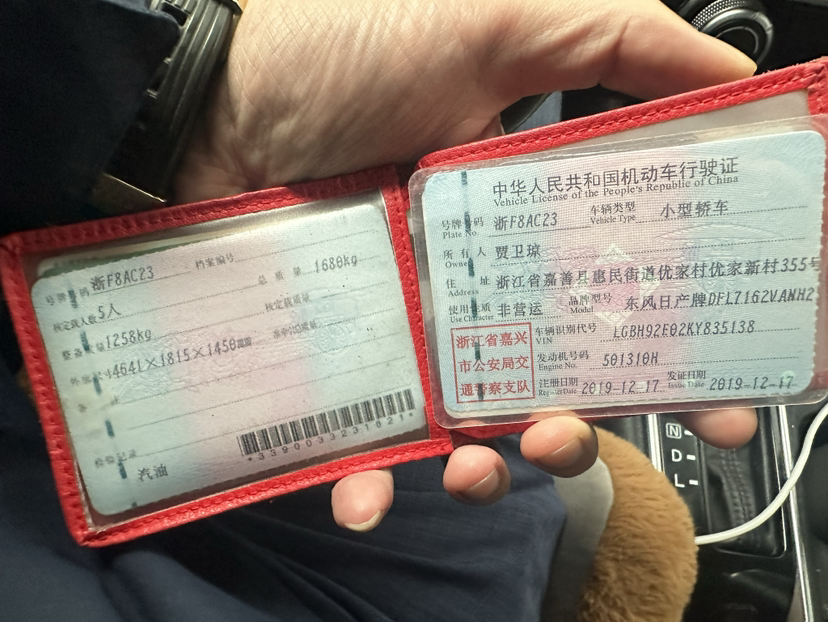 号牌号码 浙F8AC23 档案编号
核定载人数 5人 总质量 1680kg
整备质量 1258kg 核定载质量
外廓尺寸 4641×1815×1450mm 准牵引总质量
备注
检验记录
汽油
*3390033231821*
中华人民共和国机动车行驶证
Vehicle License of the People's Republic of China
号牌号码 浙F8AC23 车辆类型 小型轿车
Plate No. Vehicle Type
所有人 贾卫琼
Owner
住址 浙江省嘉善县惠民街道优家村优家新村355号
Address
使用性质 非营运 品牌型号 东风日产牌DFL7162VANH2
Use Character Model
浙江省嘉兴
市公安局交
通警察支队
车辆识别代号 LGBH92E02KY835138
VIN
发动机号码 501310H
Engine No.
注册日期 2019-12-17 发证日期 2019-12-17
Register Date Issue Date
N
D
L